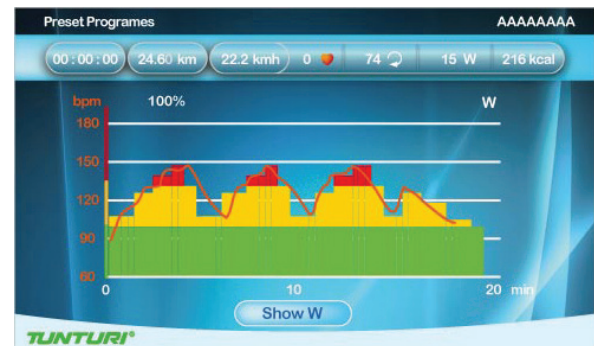 Preset Programes AAAAAAAA
00:00:00 24.60 km 22.2 kmh 0 74 15 W 216 kcal
bpm 100% W
180
150
120
90
60
0 10 20 min
Show W
TUNTURI®